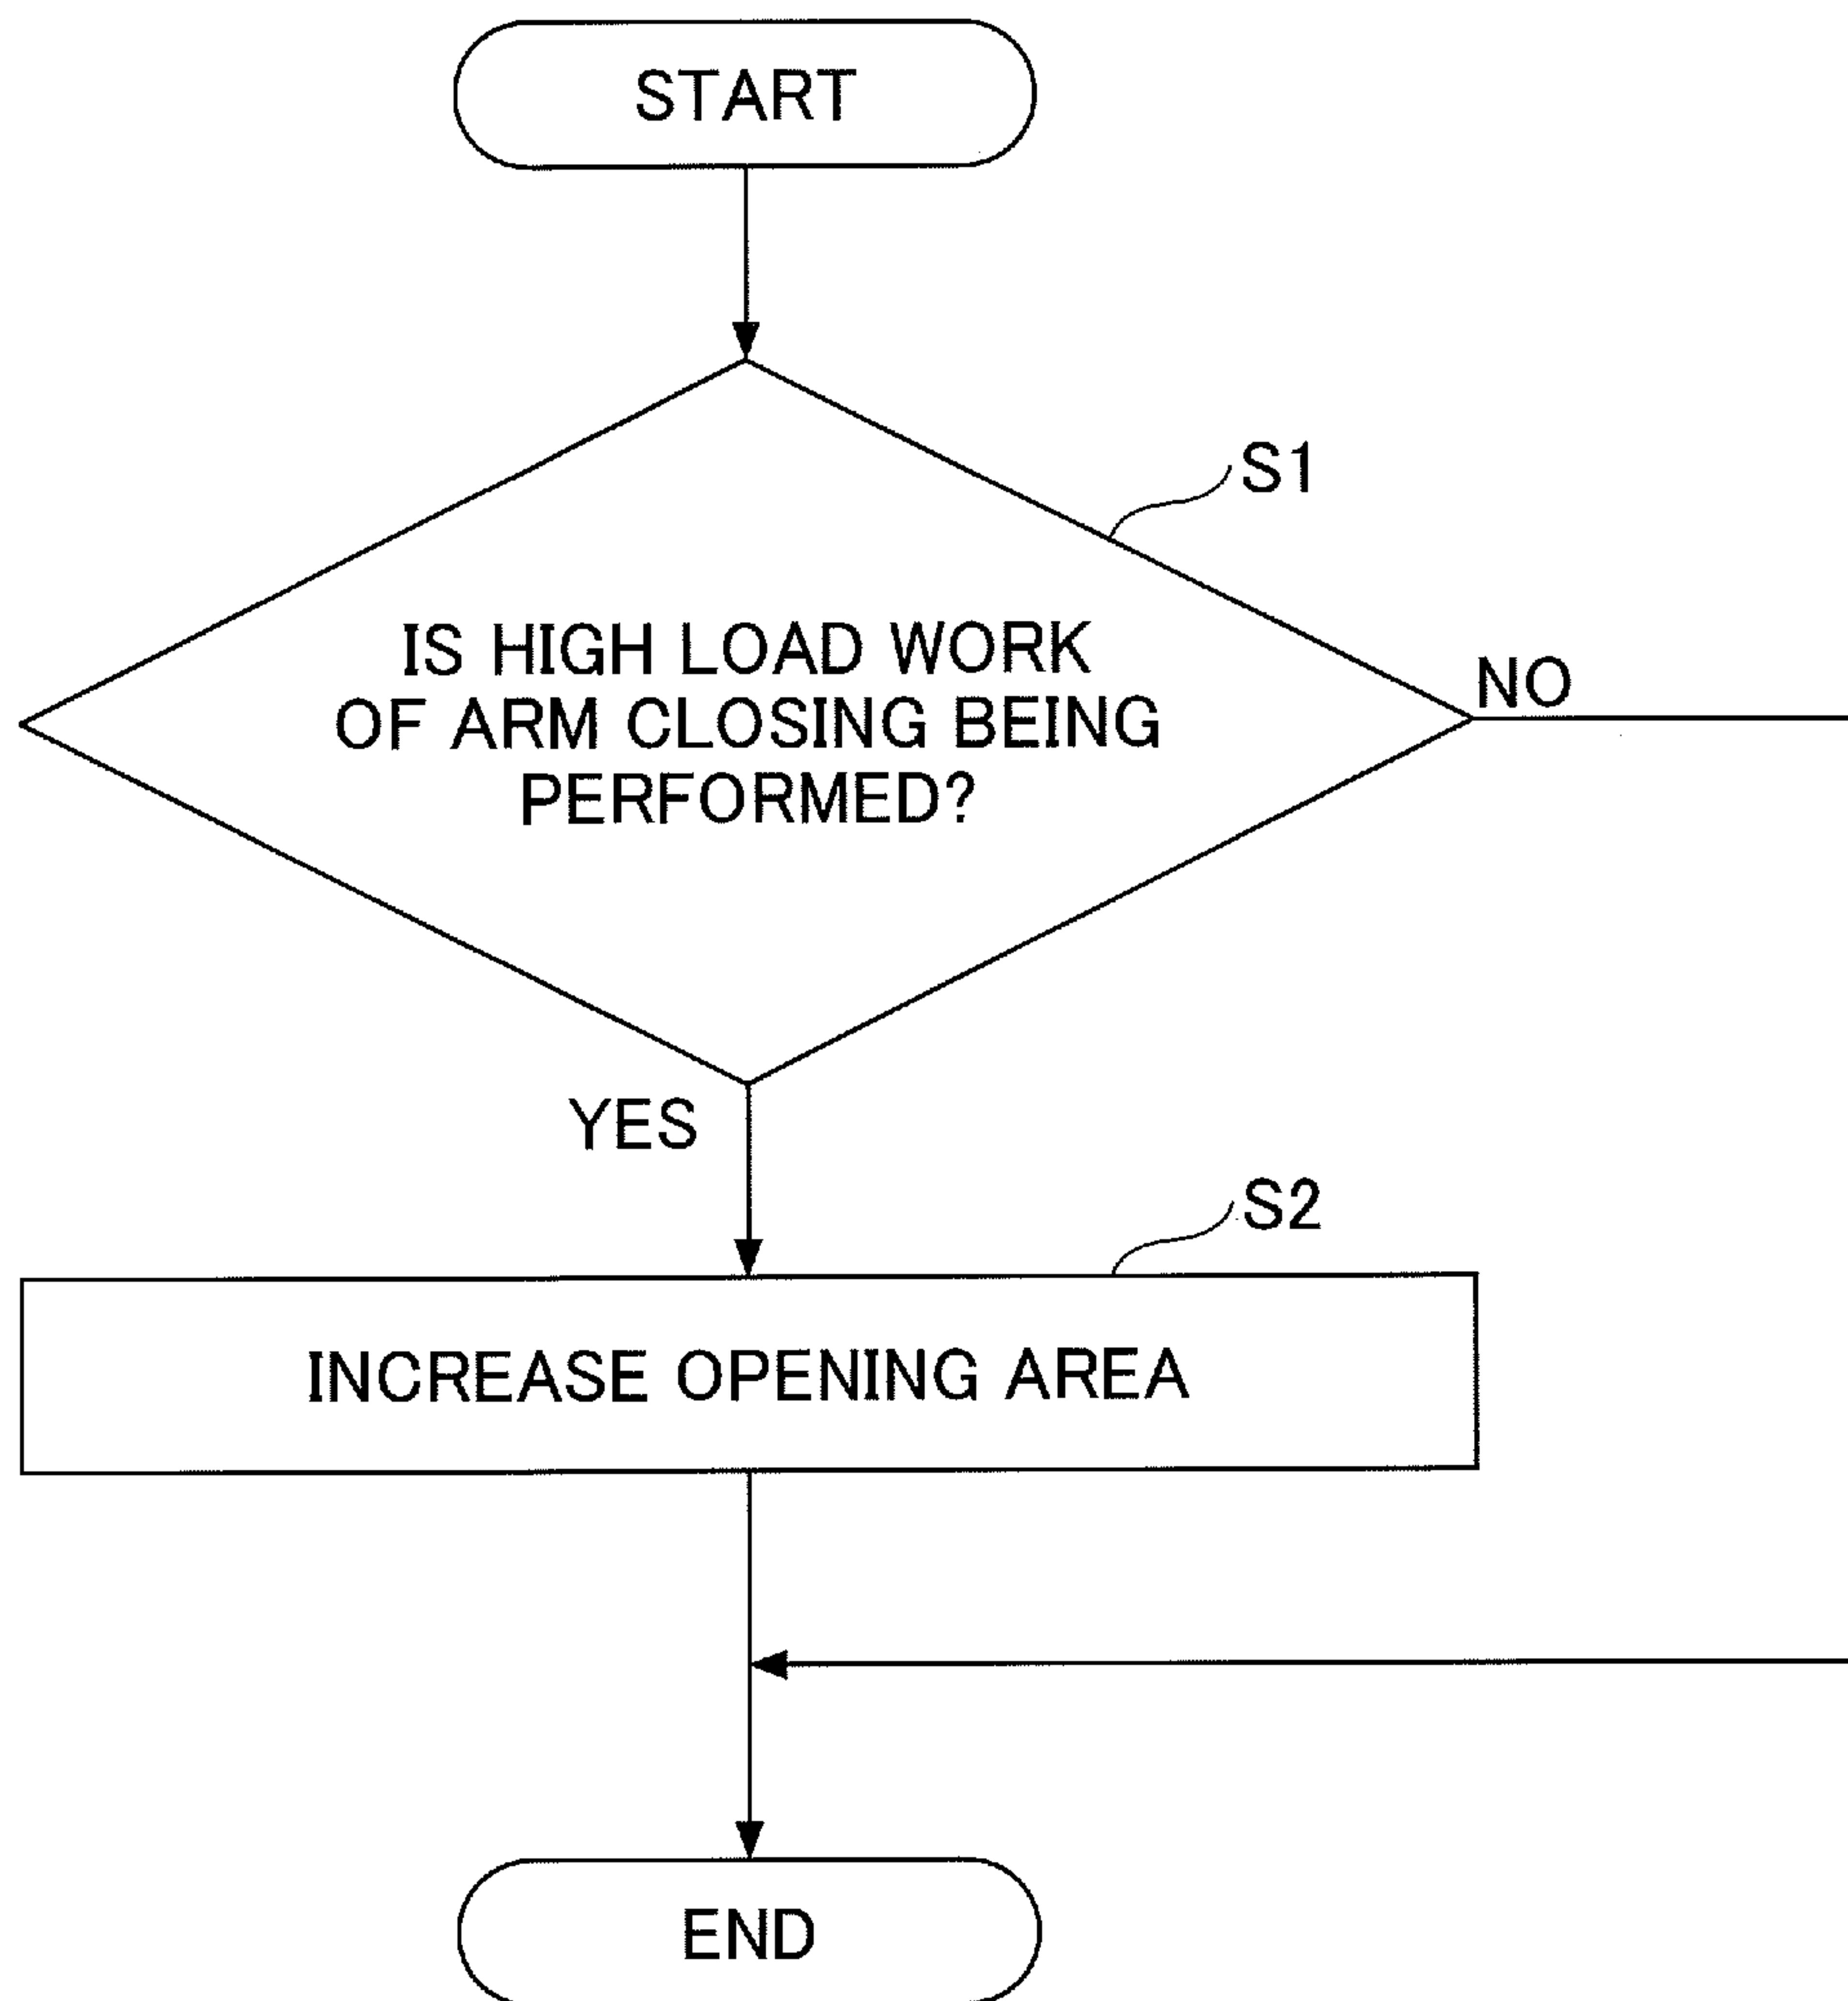 START
S1
IS HIGH LOAD WORK
OF ARM CLOSING BEING
PERFORMED?
NO
YES
S2
INCREASE OPENING AREA
END